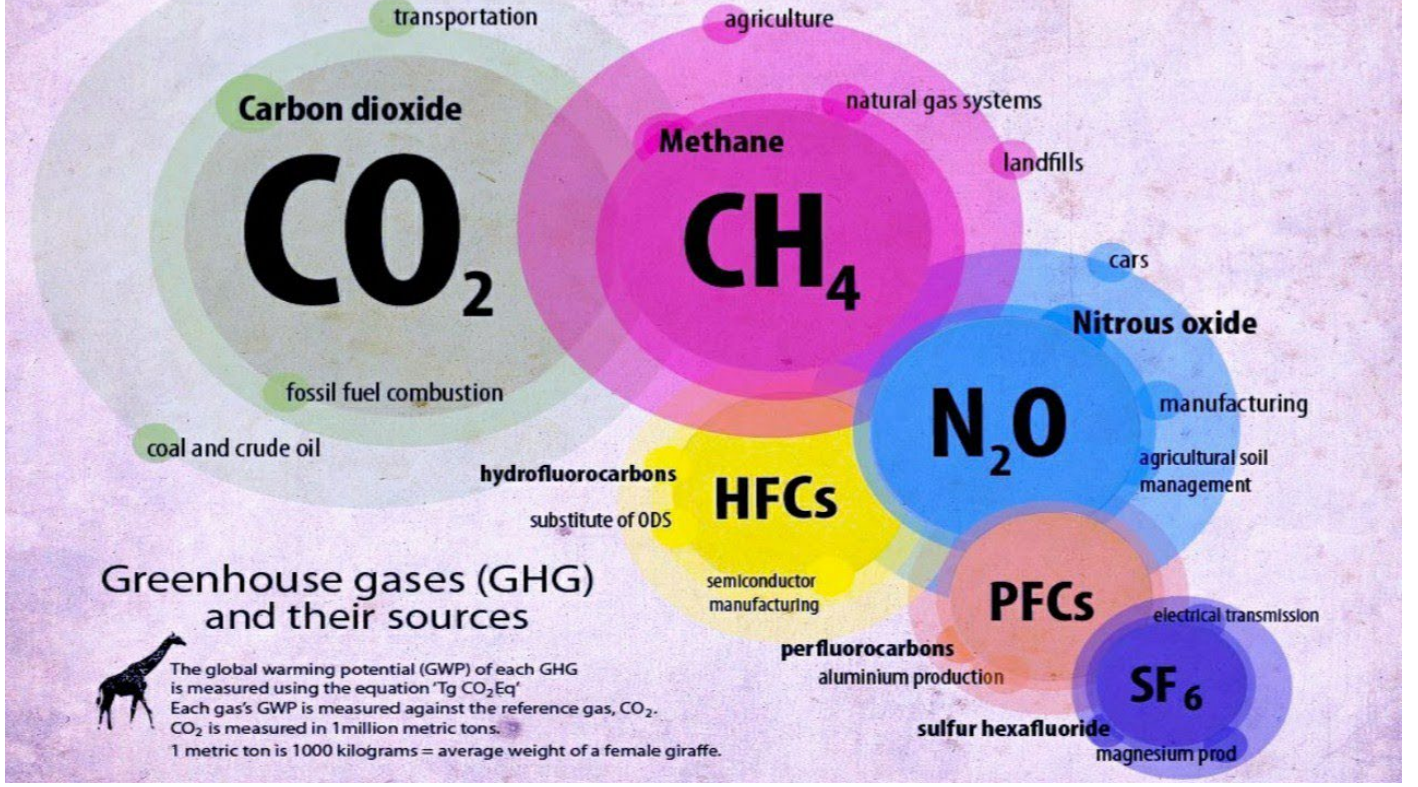 transportation
Carbon dioxide
CO₂
fossil fuel combustion
coal and crude oil
agriculture
natural gas systems
Methane
landfills
CH₄
cars
Nitrous oxide
N₂O
manufacturing
agricultural soil
management
hydrofluorocarbons
HFCs
substitute of ODS
semiconductor
manufacturing
PFCs
perfluorocarbons
aluminium production
electrical transmission
SF₆
sulfur hexafluoride
magnesium prod
Greenhouse gases (GHG)
and their sources
The global warming potential (GWP) of each GHG
is measured using the equation 'Tg CO₂Eq'
Each gas's GWP is measured against the reference gas, CO₂.
CO₂ is measured in 1million metric tons.
1 metric ton is 1000 kilograms = average weight of a female giraffe.